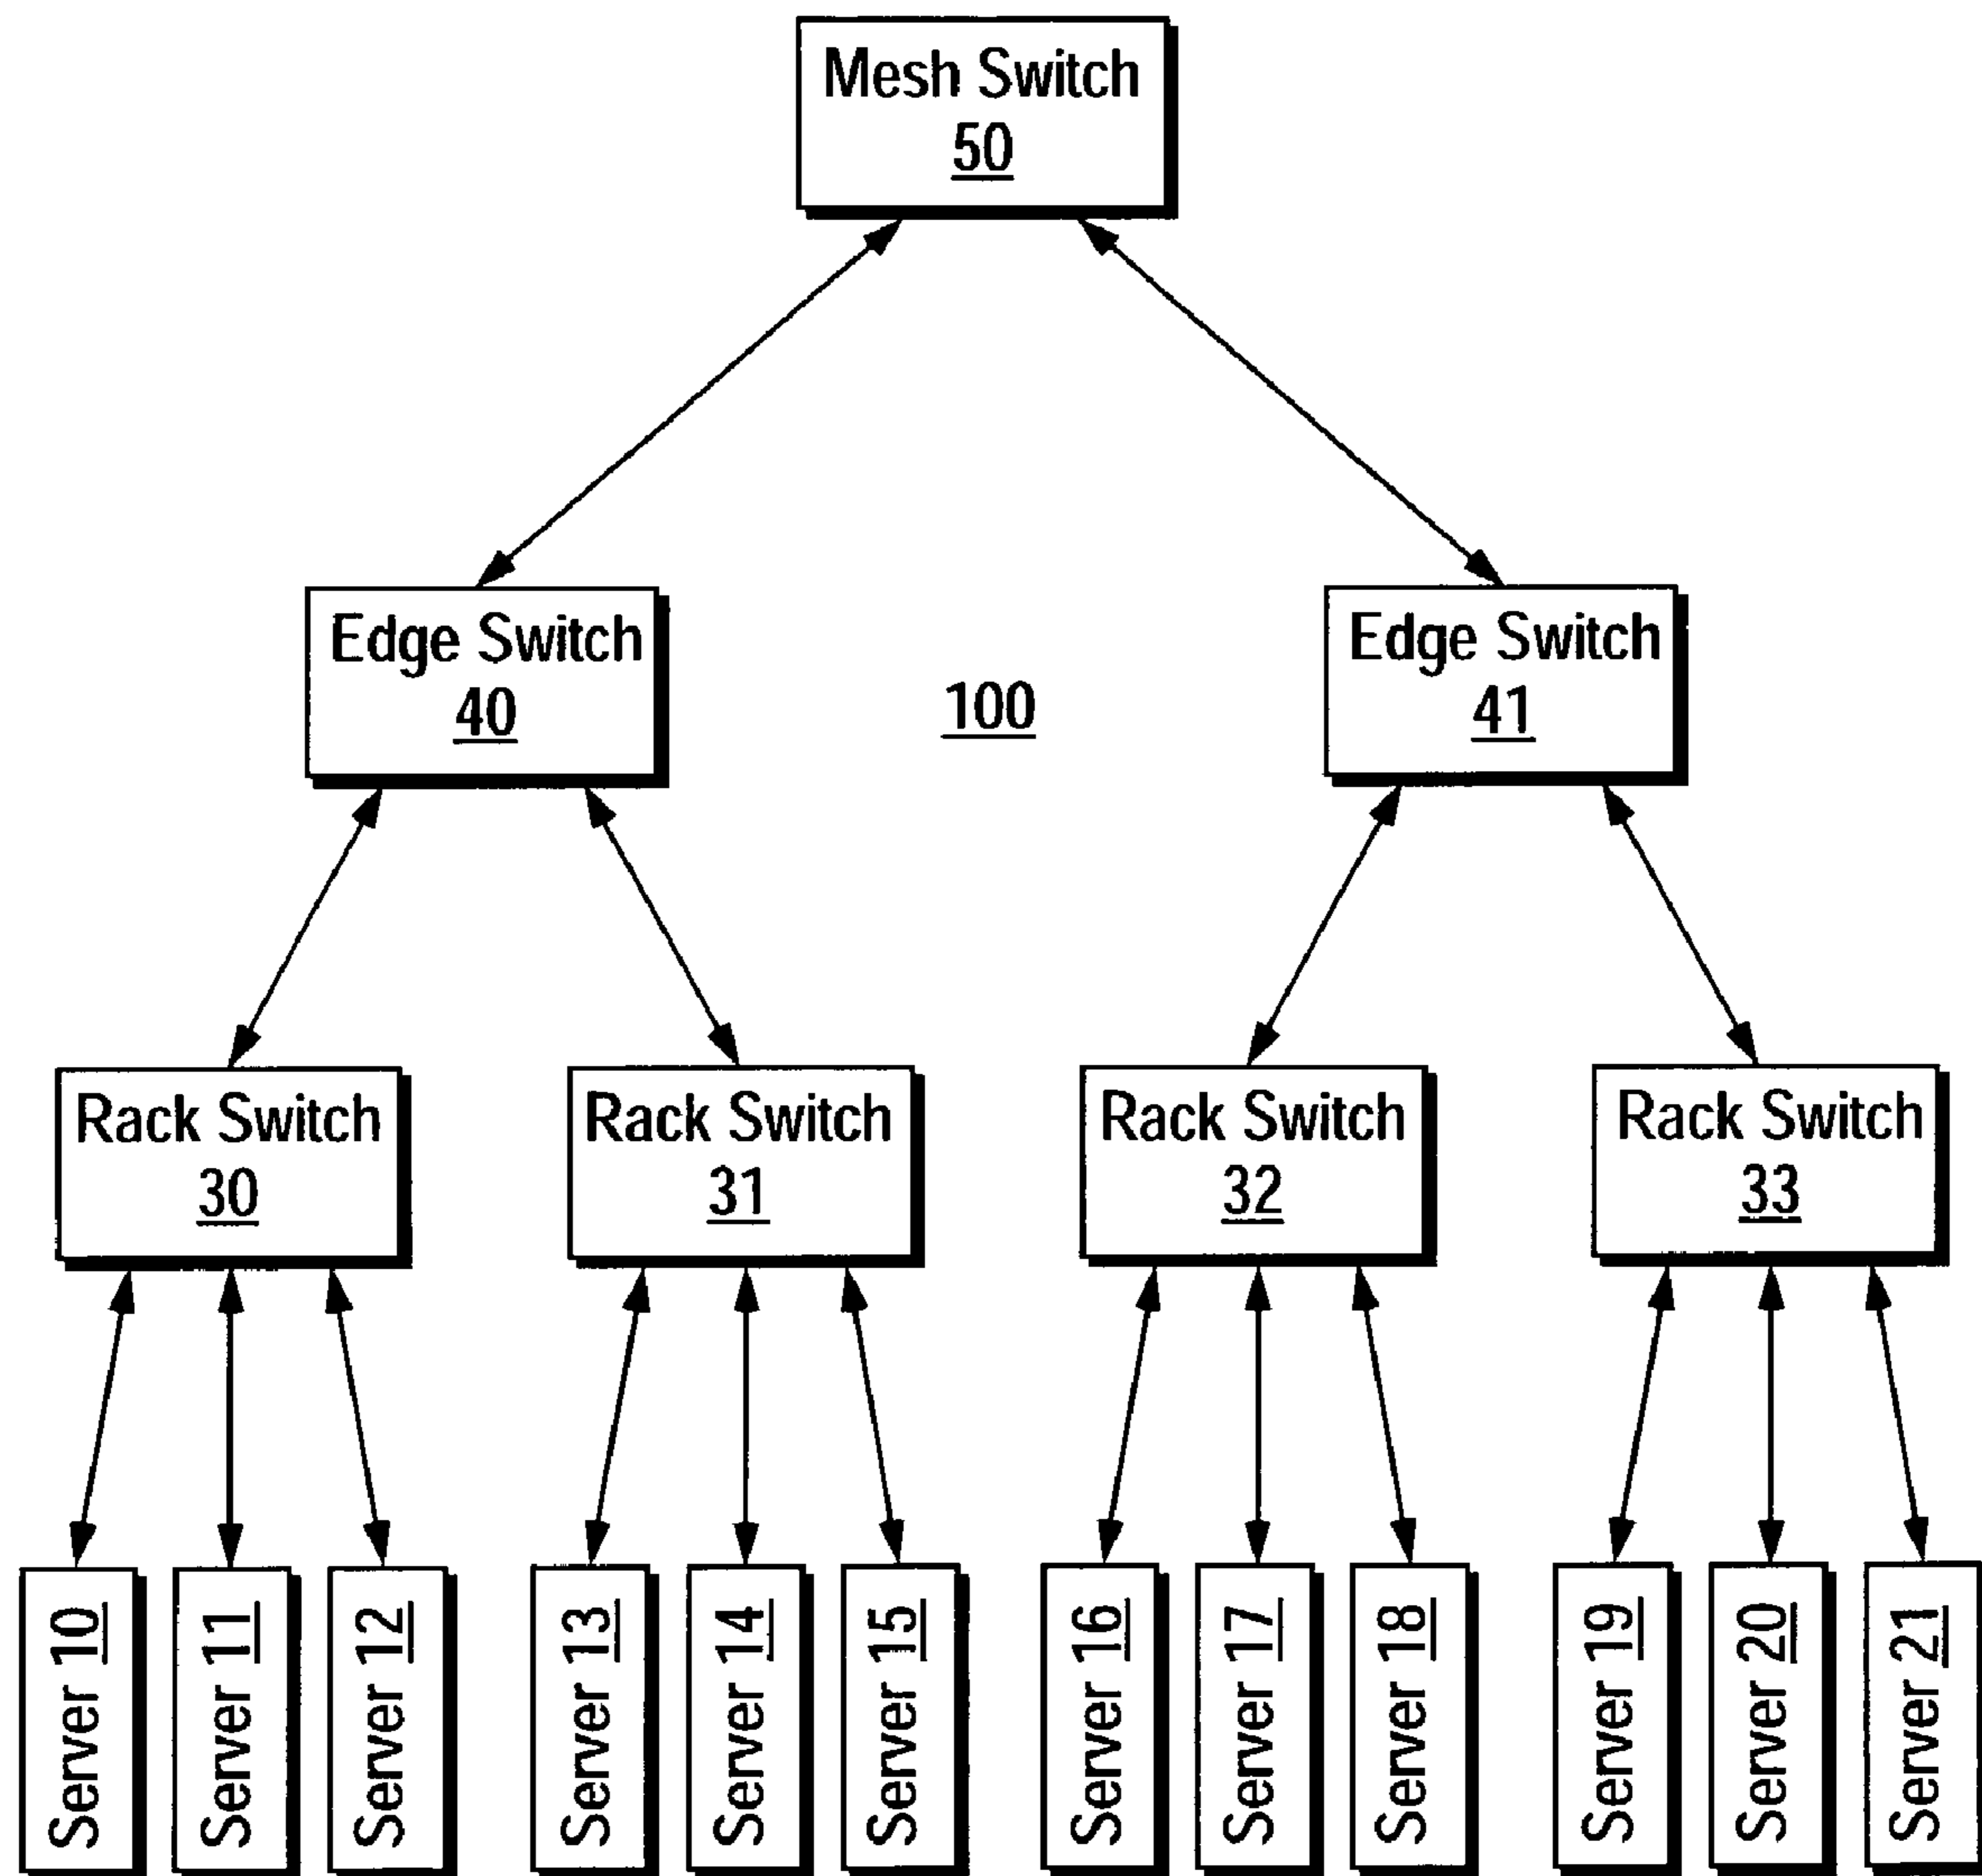 Mesh Switch
50
Edge Switch
40
100
Edge Switch
41
Rack Switch
30
Rack Switch
31
Rack Switch
32
Rack Switch
33
Server 10
Server 11
Server 12
Server 13
Server 14
Server 15
Server 16
Server 17
Server 18
Server 19
Server 20
Server 21